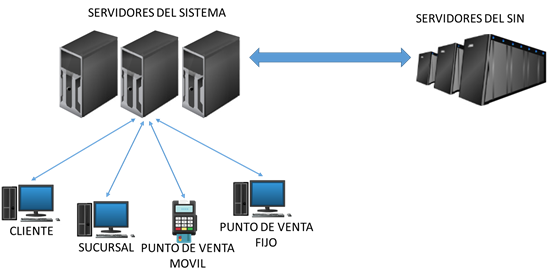 SERVIDORES DEL SISTEMA
SERVIDORES DEL SIN
CLIENTE
SUCURSAL
PUNTO DE VENTA
MOVIL
PUNTO DE VENTA
FIJO